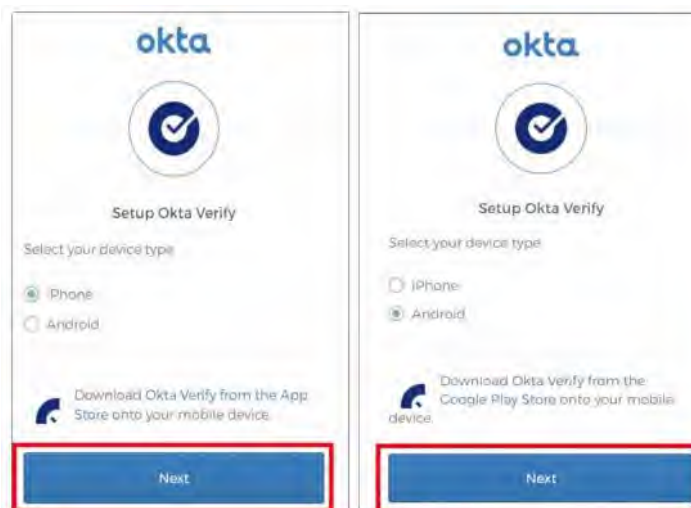 okta
Setup Okta Verify
Select your device type
Phone
Android
Download Okta Verify from the App
Store onto your mobile device.
Next
okta
Setup Okta Verify
Select your device type
iPhone
Android
Download Okta Verify from the
Google Play Store onto your mobile
device.
Next